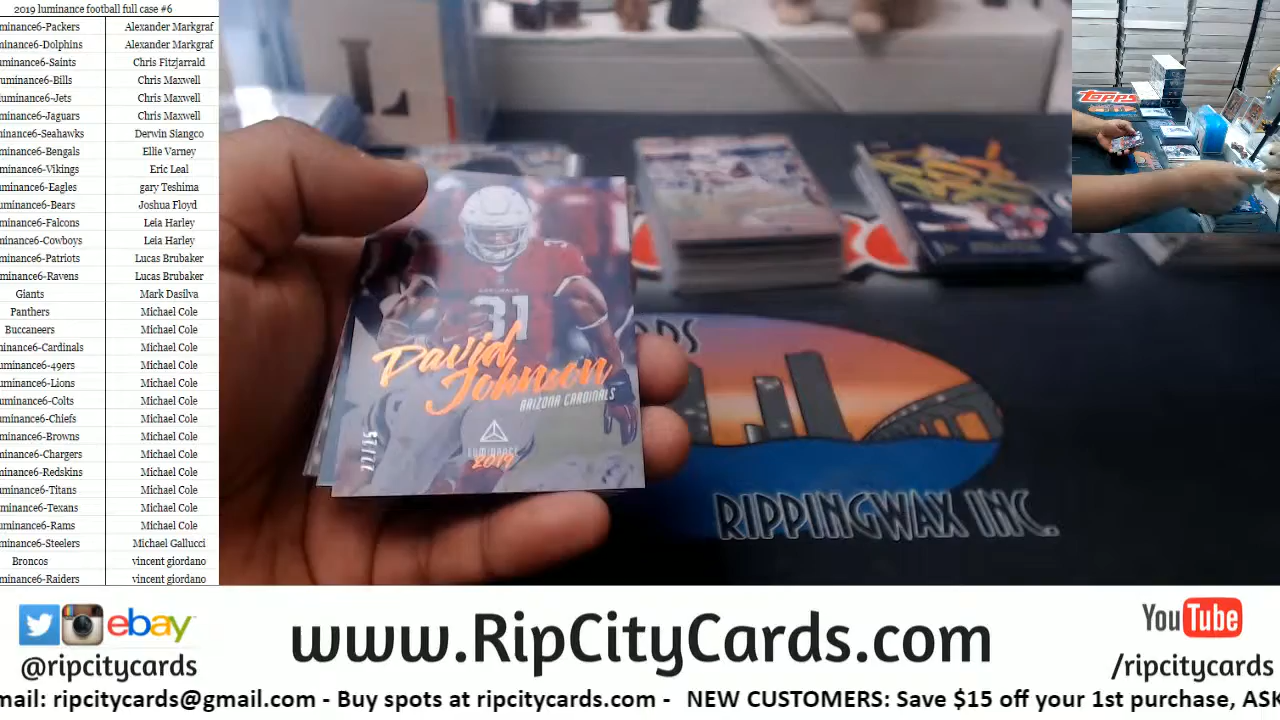 2019 luminance football full case #6
minance6-Packers Alexander Markgraf
minance6-Dolphins Alexander Markgraf
uminance6-Saints Chris Fitzjarrald
uminance6-Bills Chris Maxwell
luminance6-Jets Chris Maxwell
minance6-Jaguars Chris Maxwell
minance6-Seahawks Derwin Siangco
minance6-Bengals Ellie Varney
minance6-Vikings Eric Leal
uminance6-Eagles gary Teshima
uminance6-Bears Joshua Floyd
minance6-Falcons Leia Harley
minance6-Cowboys Leia Harley
minance6-Patriots Lucas Brubaker
minance6-Ravens Lucas Brubaker
Giants Mark Dasilva
Panthers Michael Cole
Buccaneers Michael Cole
ninance6-Cardinals Michael Cole
uminance6-49ers Michael Cole
uminance6-Lions Michael Cole
uminance6-Colts Michael Cole
uminance6-Chiefs Michael Cole
minance6-Browns Michael Cole
minance6-Chargers Michael Cole
minance6-Redskins Michael Cole
uminance6-Titans Michael Cole
uminance6-Texans Michael Cole
uminance6-Rams Michael Cole
minance6-Steelers Michael Gallucci
Broncos vincent giordano
minance6-Raiders vincent giordano
TOPPS
31
David
Johnson
ARIZONA CARDINALS
22/25
LUMINANCE
2019
RDS
RIPPINGWAX INC.
ebay
@ripcitycards
www.RipCityCards.com
YouTube
/ripcitycards
mail: ripcitycards@gmail.com - Buy spots at ripcitycards.com - NEW CUSTOMERS: Save $15 off your 1st purchase, ASK